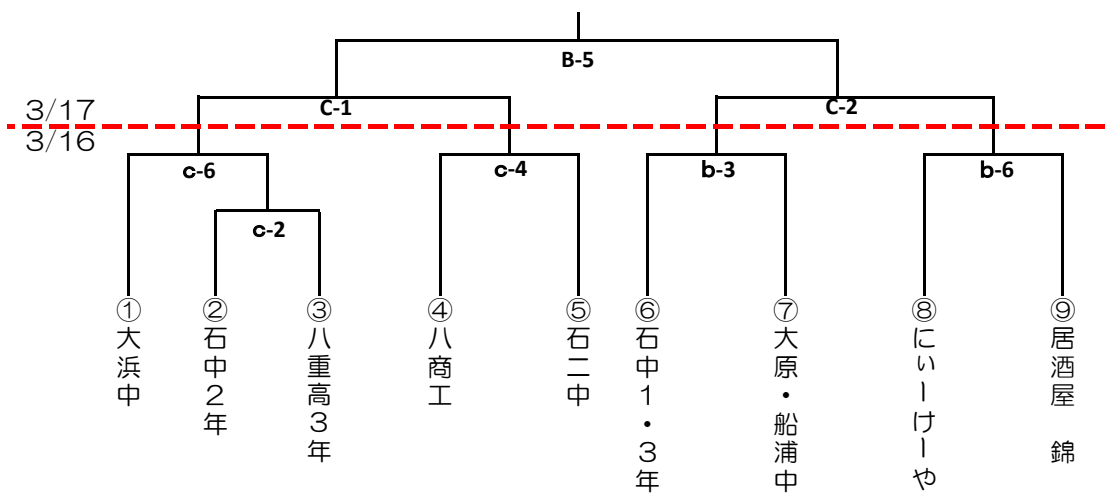 B-5
3/17
C-1
C-2
3/16
c-6
c-4
b-3
b-6
c-2
①大浜中
②石中2年
③八重高3年
④八商工
⑤石二中
⑥石中1・3年
⑦大原・船浦中
⑧にぃーけーや
⑨居酒屋　錦